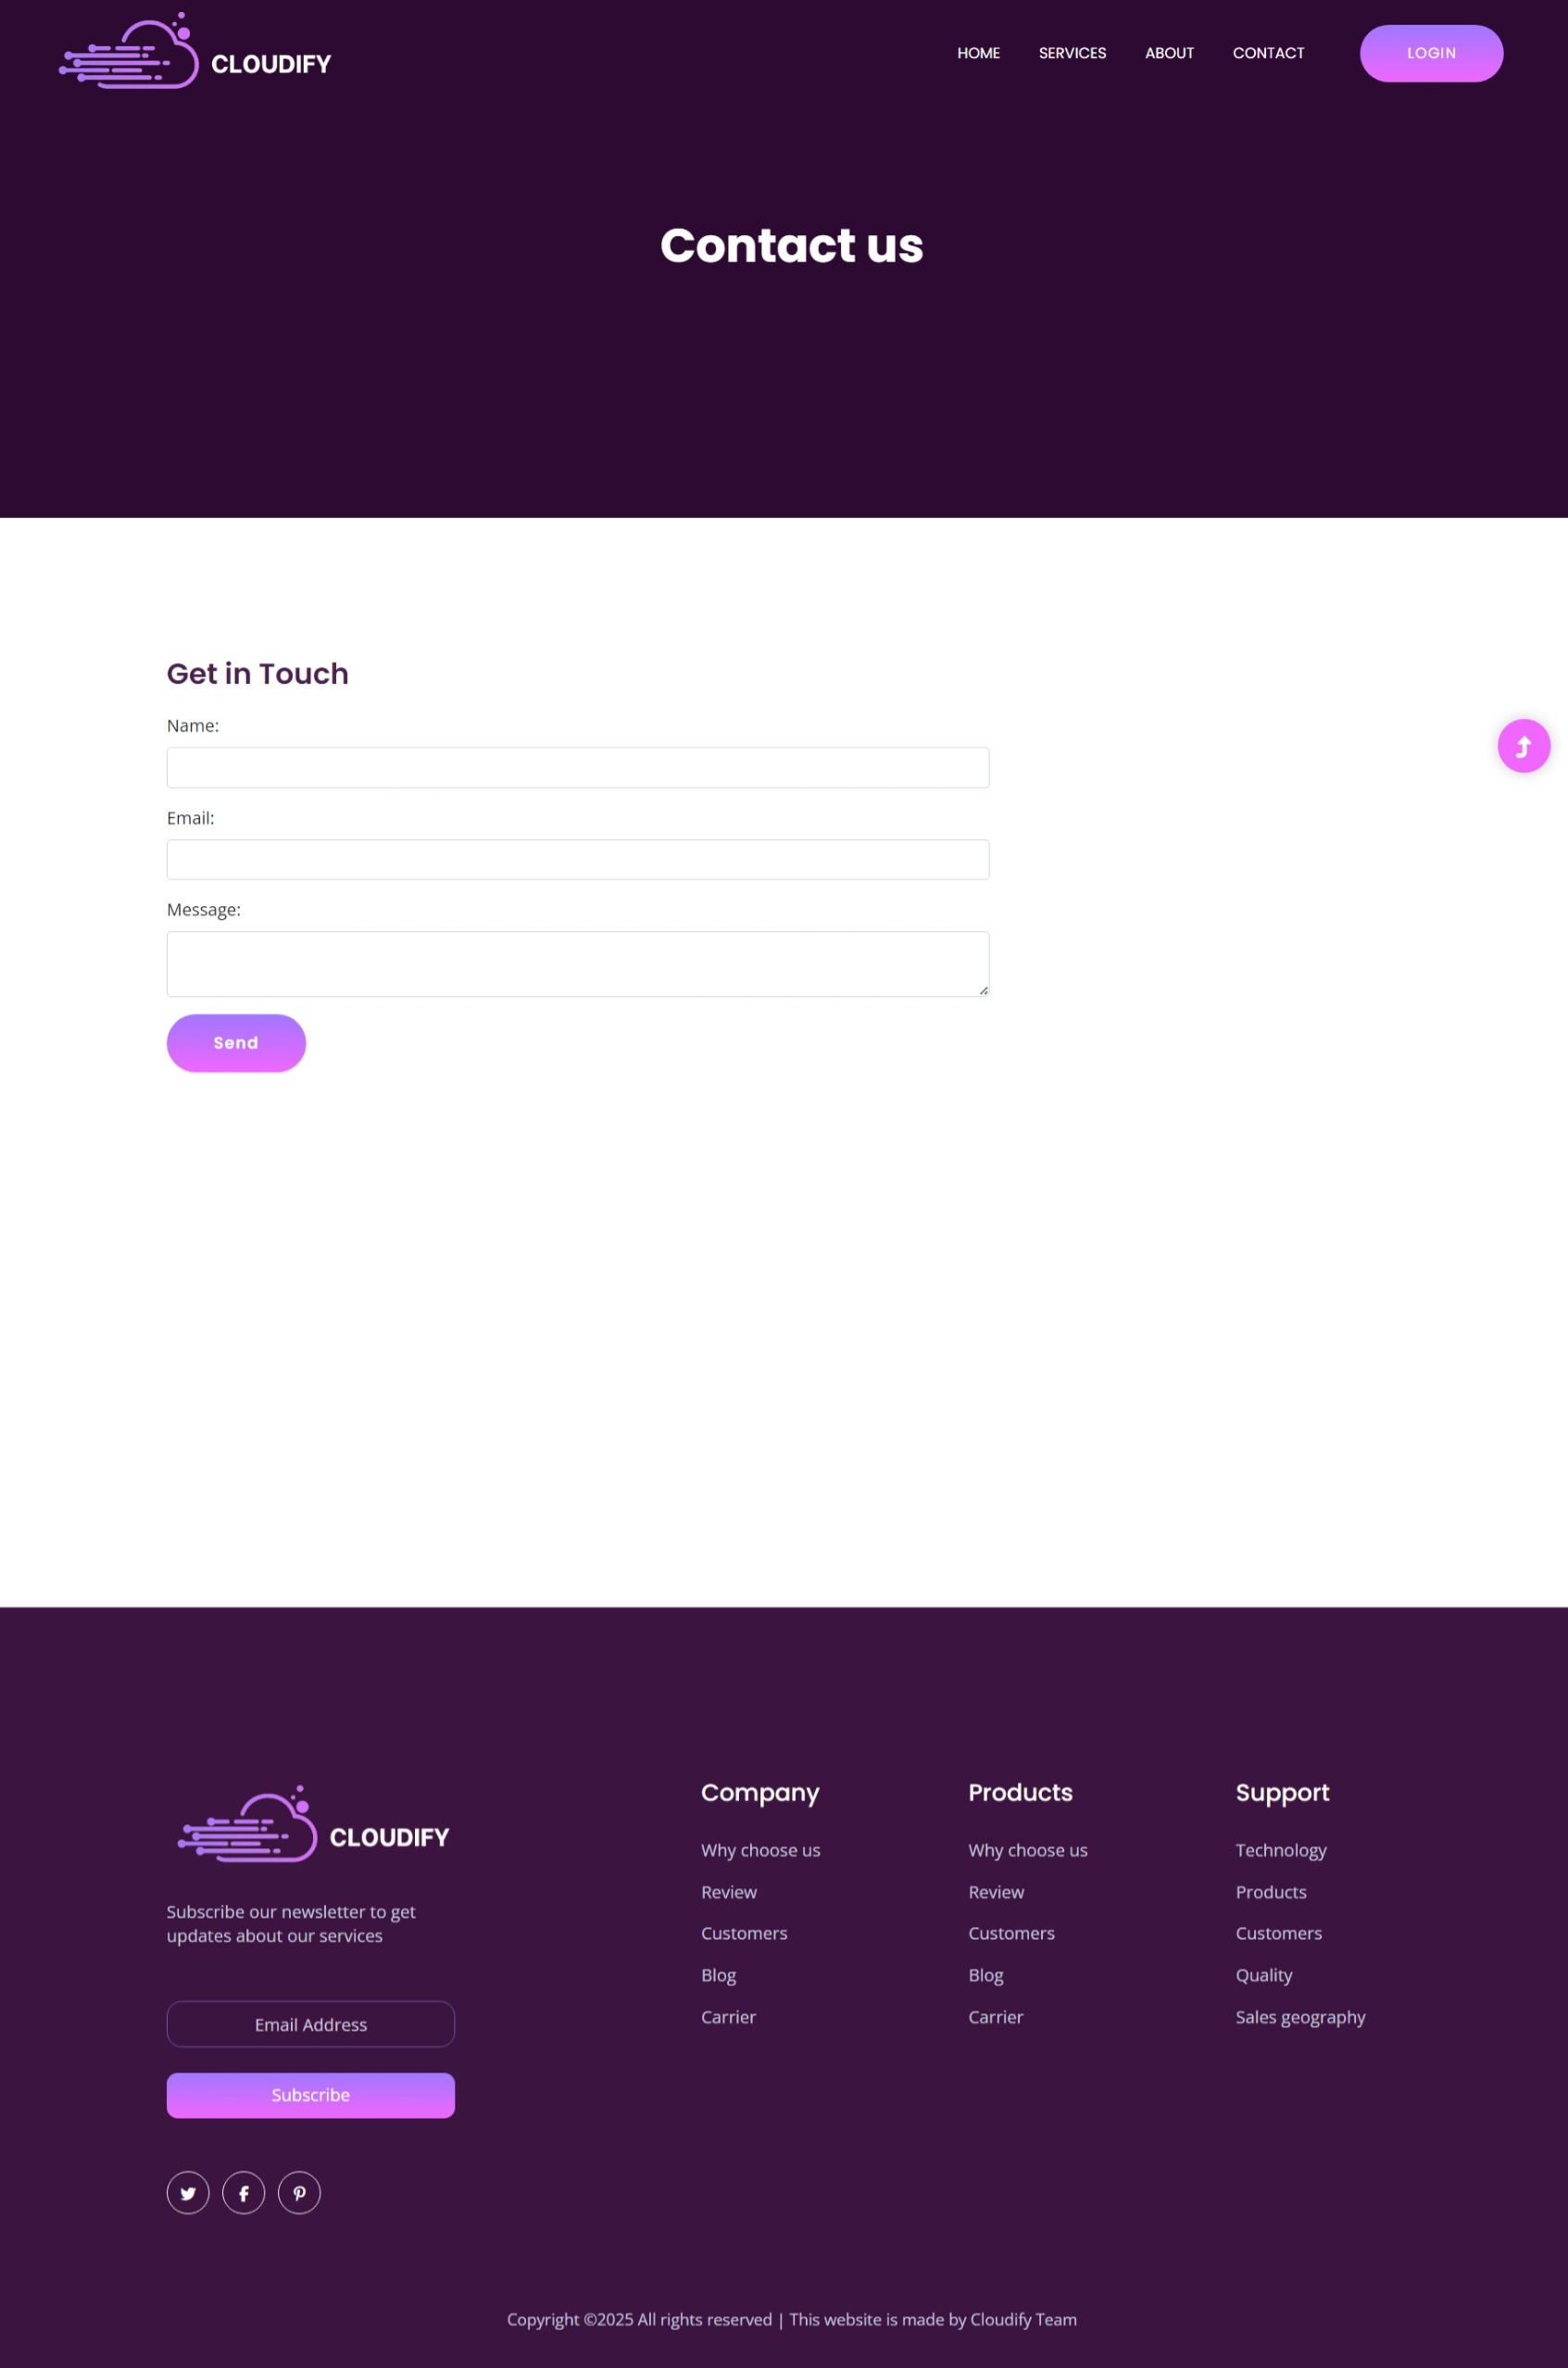 CLOUDIFY
HOME
SERVICES
ABOUT
CONTACT
LOGIN
Contact us
Get in Touch
Name:
Email:
Message:
Send
CLOUDIFY
Subscribe our newsletter to get
updates about our services
Email Address
Subscribe
Company
Why choose us
Review
Customers
Blog
Carrier
Products
Why choose us
Review
Customers
Blog
Carrier
Support
Technology
Products
Customers
Quality
Sales geography
Copyright ©2025 All rights reserved | This website is made by Cloudify Team